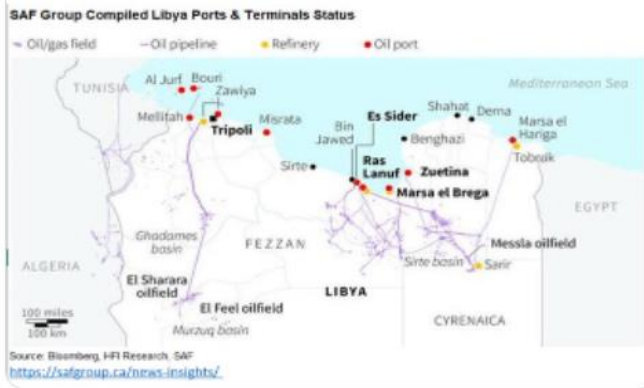 SAF Group Compiled Libya Ports & Terminals Status
Oil/gas field
Oil pipeline
Refinery
Oil port
Mediterranean Sea
TUNISIA
Al Jurf
Bouri
Zawiya
Mellitah
Tripoli
Misrata
Sirte
Bin
Jawed
Es Sider
Ras
Lanuf
Shahat
Derna
Benghazi
Zuetina
Marsa el Brega
Marsa el
Hariga
Tobruk
EGYPT
Ghadames
basin
FEZZAN
Messla oilfield
Sirte basin
Sarir
ALGERIA
El Sharara
oilfield
El Feel oilfield
LIBYA
CYRENAICA
Murzuq basin
100 miles
100 km
Source: Bloomberg, HFI Research, SAF
https://safgroup.ca/news-insights/